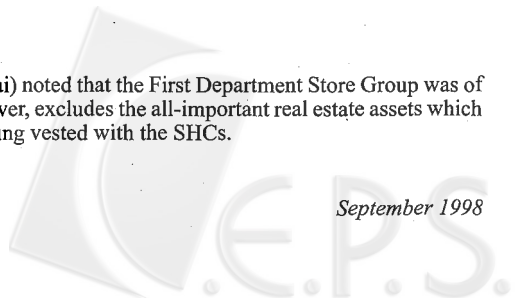 ai) noted that the First Department Store Group was of
ver, excludes the all-important real estate assets which
ing vested with the SHCs.
September 1998
C.E.P.S.